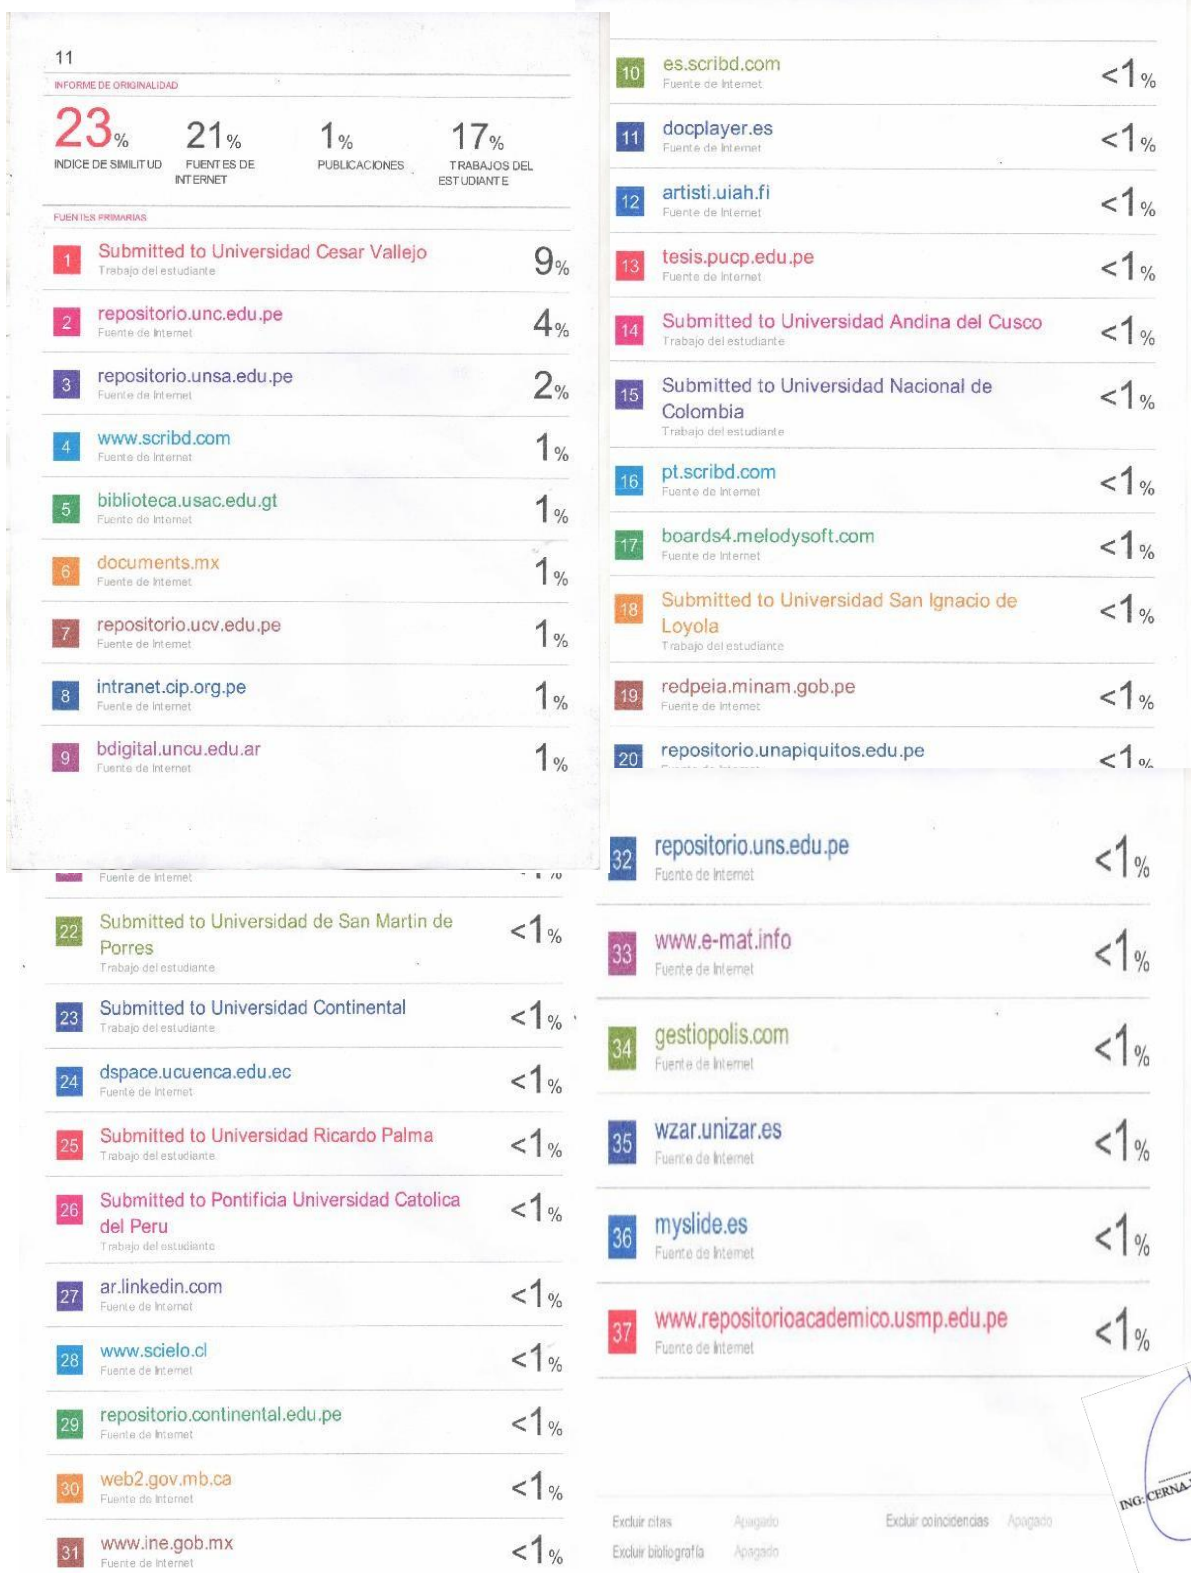 11
INFORME DE ORIGINALIDAD
23%
INDICE DE SIMILITUD
21%
FUENTES DE
INTERNET
1%
PUBLICACIONES
17%
TRABAJOS DEL
ESTUDIANTE
FUENTES PRIMARIAS
1 Submitted to Universidad Cesar Vallejo 9%
Trabajo del estudiante
2 repositorio.unc.edu.pe 4%
Fuente de Internet
3 repositorio.unsa.edu.pe 2%
Fuente de Internet
4 www.scribd.com 1%
Fuente de Internet
5 biblioteca.usac.edu.gt 1%
Fuente de Internet
6 documents.mx 1%
Fuente de Internet
7 repositorio.ucv.edu.pe 1%
Fuente de Internet
8 intranet.cip.org.pe 1%
Fuente de Internet
9 bdigital.uncu.edu.ar 1%
Fuente de Internet
10 es.scribd.com <1%
Fuente de Internet
11 docplayer.es <1%
Fuente de Internet
12 artisti.uiah.fi <1%
Fuente de Internet
13 tesis.pucp.edu.pe <1%
Fuente de Internet
14 Submitted to Universidad Andina del Cusco <1%
Trabajo del estudiante
15 Submitted to Universidad Nacional de <1%
Colombia
Trabajo del estudiante
16 pt.scribd.com <1%
Fuente de Internet
17 boards4.melodysoft.com <1%
Fuente de Internet
18 Submitted to Universidad San Ignacio de <1%
Loyola
Trabajo del estudiante
19 redpeia.minam.gob.pe <1%
Fuente de Internet
20 repositorio.unapiquitos.edu.pe <1%
Fuente de Internet
22 Submitted to Universidad de San Martin de <1%
Porres
Trabajo del estudiante
23 Submitted to Universidad Continental <1%
Trabajo del estudiante
24 dspace.ucuenca.edu.ec <1%
Fuente de Internet
25 Submitted to Universidad Ricardo Palma <1%
Trabajo del estudiante
26 Submitted to Pontificia Universidad Catolica <1%
del Peru
Trabajo del estudiante
27 ar.linkedin.com <1%
Fuente de Internet
28 www.scielo.cl <1%
Fuente de Internet
29 repositorio.continental.edu.pe <1%
Fuente de Internet
30 web2.gov.mb.ca <1%
Fuente de Internet
31 www.ine.gob.mx <1%
Fuente de Internet
32 repositorio.uns.edu.pe <1%
Fuente de Internet
33 www.e-mat.info <1%
Fuente de Internet
34 gestiopolis.com <1%
Fuente de Internet
35 wzar.unizar.es <1%
Fuente de Internet
36 myslide.es <1%
Fuente de Internet
37 www.repositorioacademico.usmp.edu.pe <1%
Fuente de Internet
Excluir citas Apagado Excluir coincidencias Apagado
Excluir bibliografía Apagado
ING: CERNA